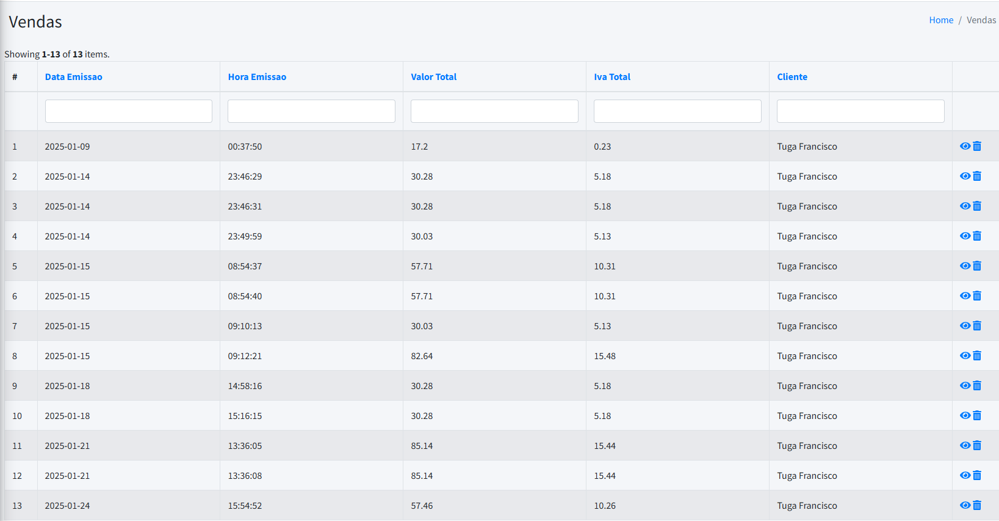 Vendas
Home / Vendas
Showing 1-13 of 13 items.
# Data Emissao Hora Emissao Valor Total Iva Total Cliente
1 2025-01-09 00:37:50 17.2 0.23 Tuga Francisco
2 2025-01-14 23:46:29 30.28 5.18 Tuga Francisco
3 2025-01-14 23:46:31 30.28 5.18 Tuga Francisco
4 2025-01-14 23:49:59 30.03 5.13 Tuga Francisco
5 2025-01-15 08:54:37 57.71 10.31 Tuga Francisco
6 2025-01-15 08:54:40 57.71 10.31 Tuga Francisco
7 2025-01-15 09:10:13 30.03 5.13 Tuga Francisco
8 2025-01-15 09:12:21 82.64 15.48 Tuga Francisco
9 2025-01-18 14:58:16 30.28 5.18 Tuga Francisco
10 2025-01-18 15:16:15 30.28 5.18 Tuga Francisco
11 2025-01-21 13:36:05 85.14 15.44 Tuga Francisco
12 2025-01-21 13:36:08 85.14 15.44 Tuga Francisco
13 2025-01-24 15:54:52 57.46 10.26 Tuga Francisco